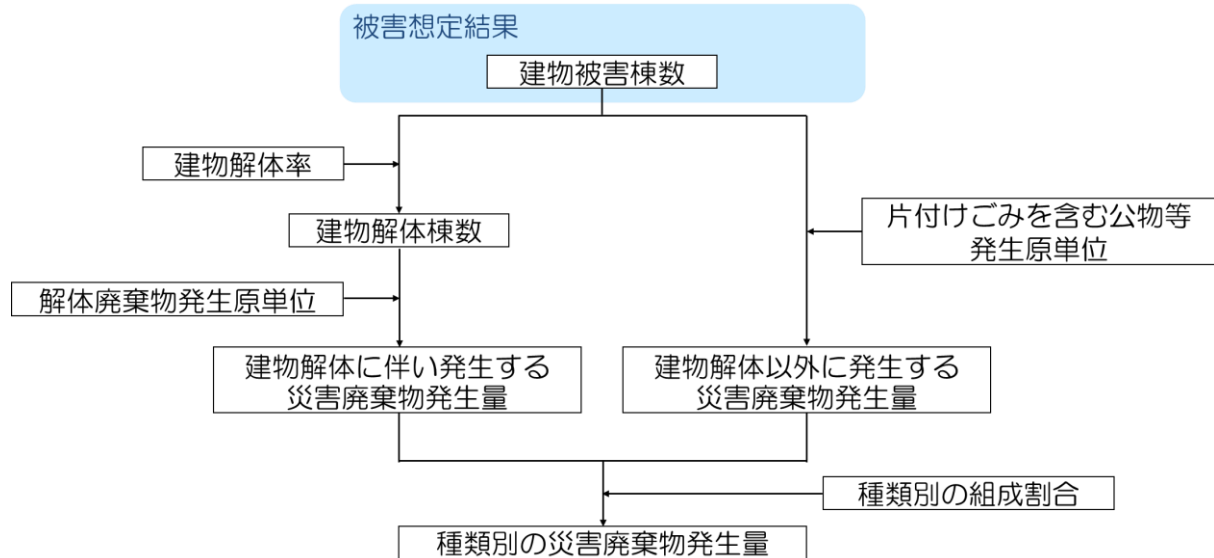 被害想定結果
建物被害棟数
建物解体率
建物解体棟数
片付けごみを含む公物等
発生原単位
解体廃棄物発生原単位
建物解体に伴い発生する
災害廃棄物発生量
建物解体以外に発生する
災害廃棄物発生量
種類別の組成割合
種類別の災害廃棄物発生量